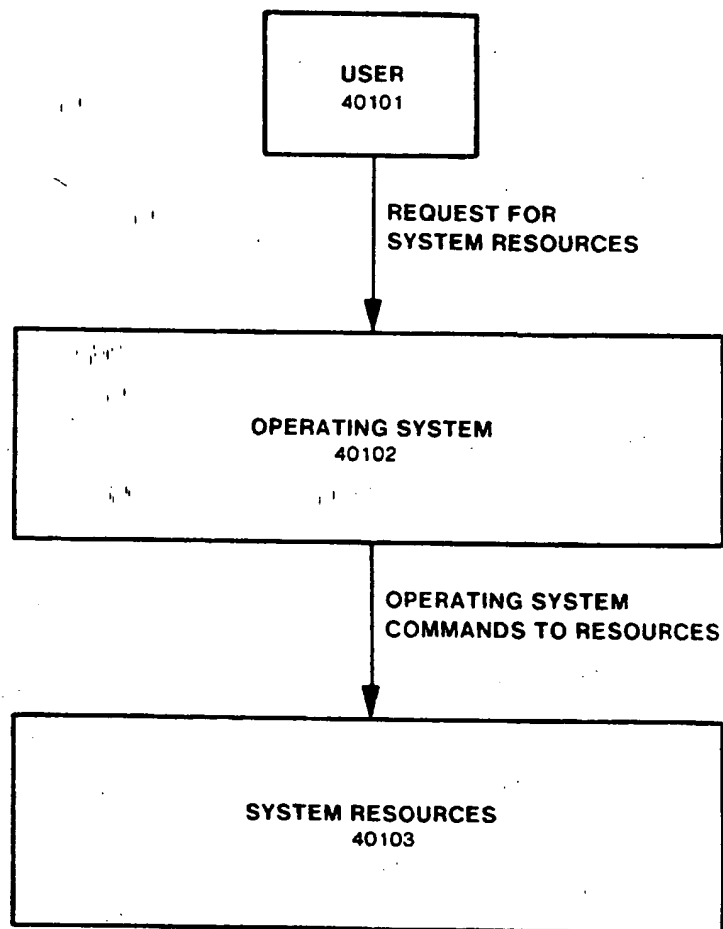 USER
40101
REQUEST FOR
SYSTEM RESOURCES
OPERATING SYSTEM
40102
OPERATING SYSTEM
COMMANDS TO RESOURCES
SYSTEM RESOURCES
40103